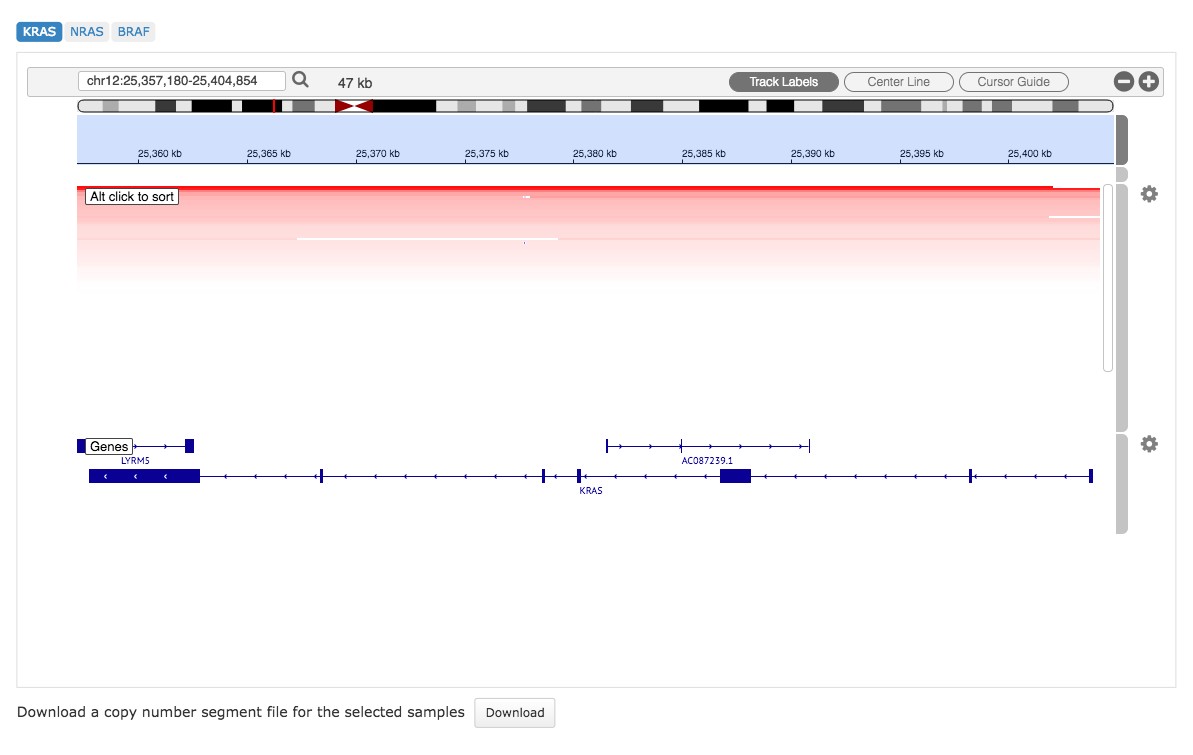 KRAS NRAS BRAF
chr12:25,357,180-25,404,854 47 kb Track Labels Center Line Cursor Guide
25,360 kb 25,365 kb 25,370 kb 25,375 kb 25,380 kb 25,385 kb 25,390 kb 25,395 kb 25,400 kb
Alt click to sort
Genes
LYRM5 AC087239.1
KRAS
Download a copy number segment file for the selected samples Download